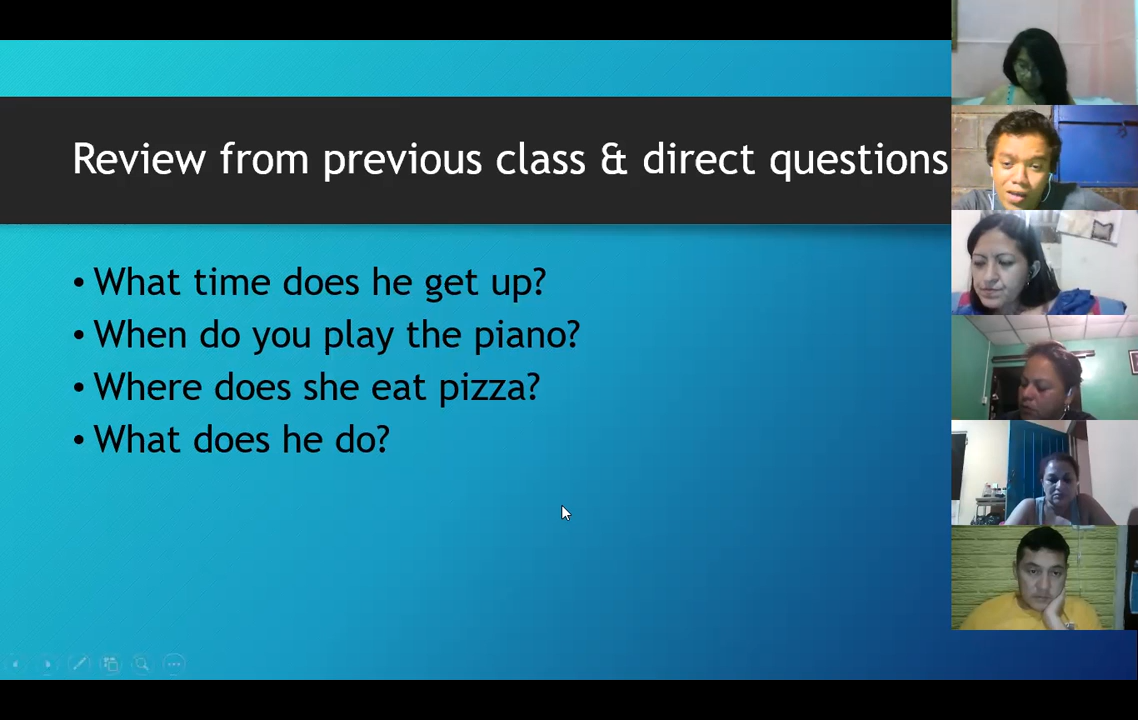 Review from previous class & direct questions
• What time does he get up?
• When do you play the piano?
• Where does she eat pizza?
• What does he do?